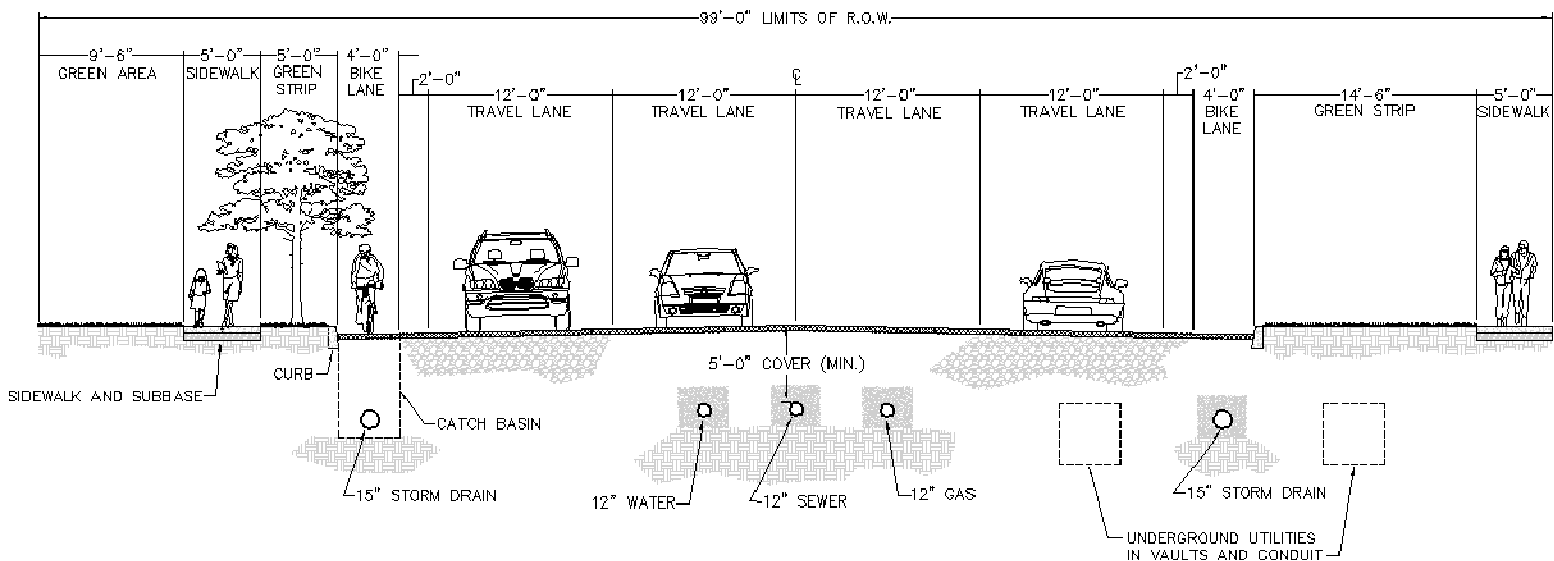 99'-0" LIMITS OF R.O.W.
9'-6"
GREEN AREA
5'-0"
SIDEWALK
5'-0"
GREEN
STRIP
4'-0"
BIKE
LANE
2'-0"
12'-0"
TRAVEL LANE
12'-0"
TRAVEL LANE
℄
12'-0"
TRAVEL LANE
12'-0"
TRAVEL LANE
2'-0"
4'-0"
BIKE
LANE
14'-6"
GREEN STRIP
5'-0"
SIDEWALK
SIDEWALK AND SUBBASE
CURB
CATCH BASIN
15" STORM DRAIN
5'-0" COVER (MIN.)
12" WATER
12" SEWER
12" GAS
15" STORM DRAIN
UNDERGROUND UTILITIES
IN VAULTS AND CONDUIT